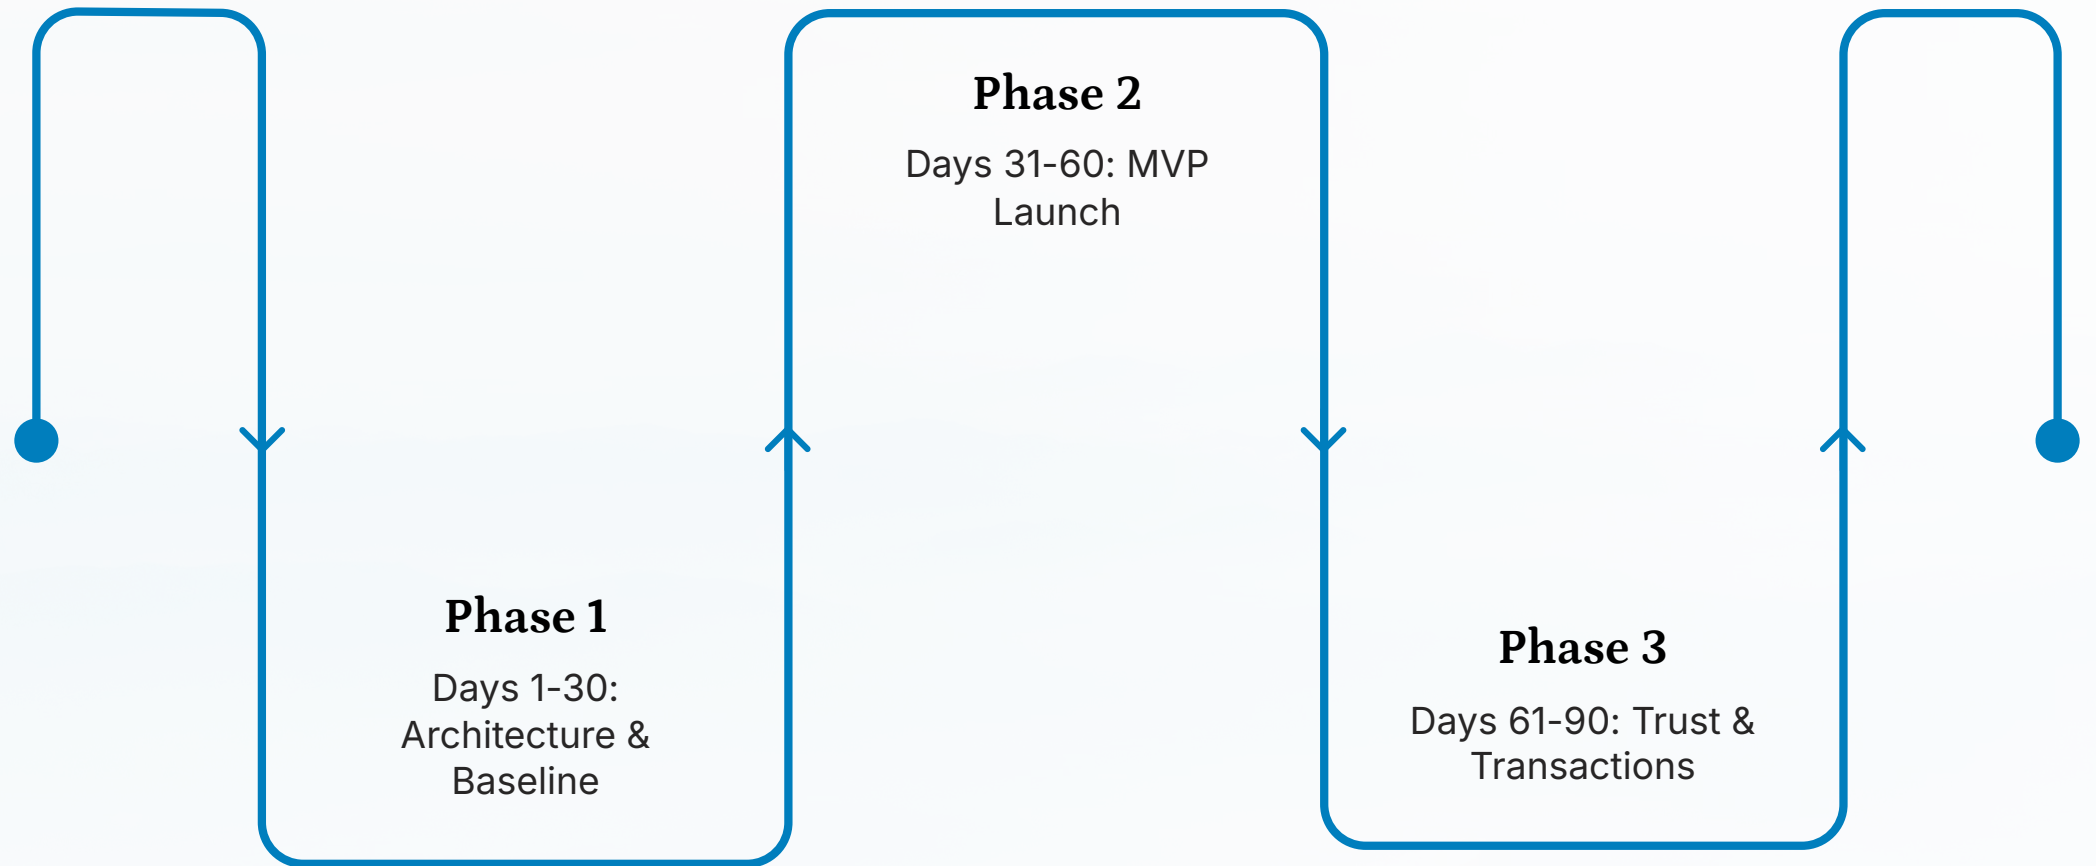 Phase 1
Days 1-30:
Architecture &
Baseline
Phase 2
Days 31-60: MVP
Launch
Phase 3
Days 61-90: Trust &
Transactions